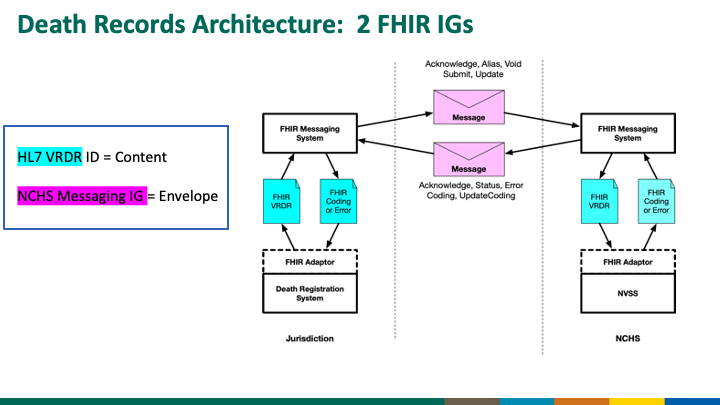 Death Records Architecture:  2 FHIR IGs
HL7 VRDR ID = Content
NCHS Messaging IG = Envelope
Acknowledge, Alias, Void
Submit, Update
Message
Message
Acknowledge, Status, Error
Coding, UpdateCoding
FHIR Messaging
System
FHIR
VRDR
FHIR
Coding
or Error
FHIR Adaptor
Death Registration
System
Jurisdiction
FHIR Messaging
System
FHIR
VRDR
FHIR
Coding
or Error
FHIR Adaptor
NVSS
NCHS